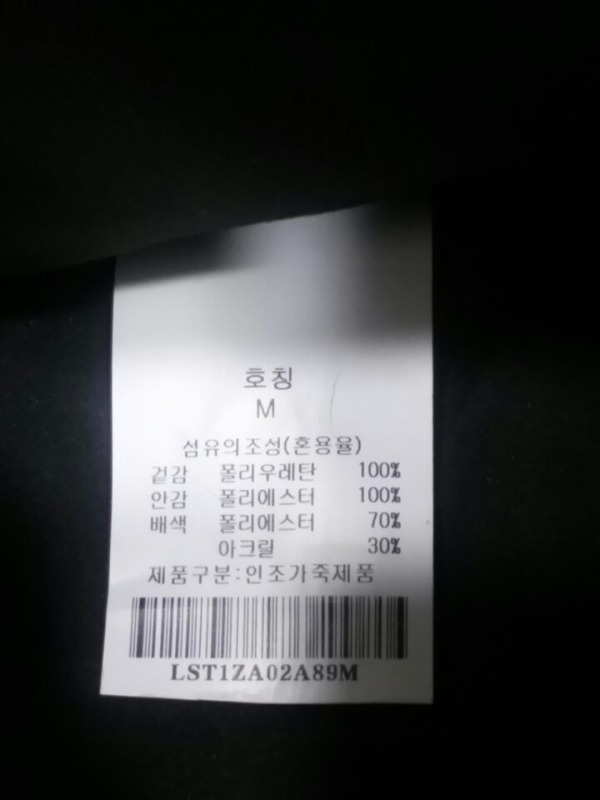 호칭
M
섬유의조성(혼용율)
겉감 폴리우레탄 100%
안감 폴리에스터 100%
배색 폴리에스터 70%
아크릴 30%
제품구분:인조가죽제품
LST1ZA02A89M